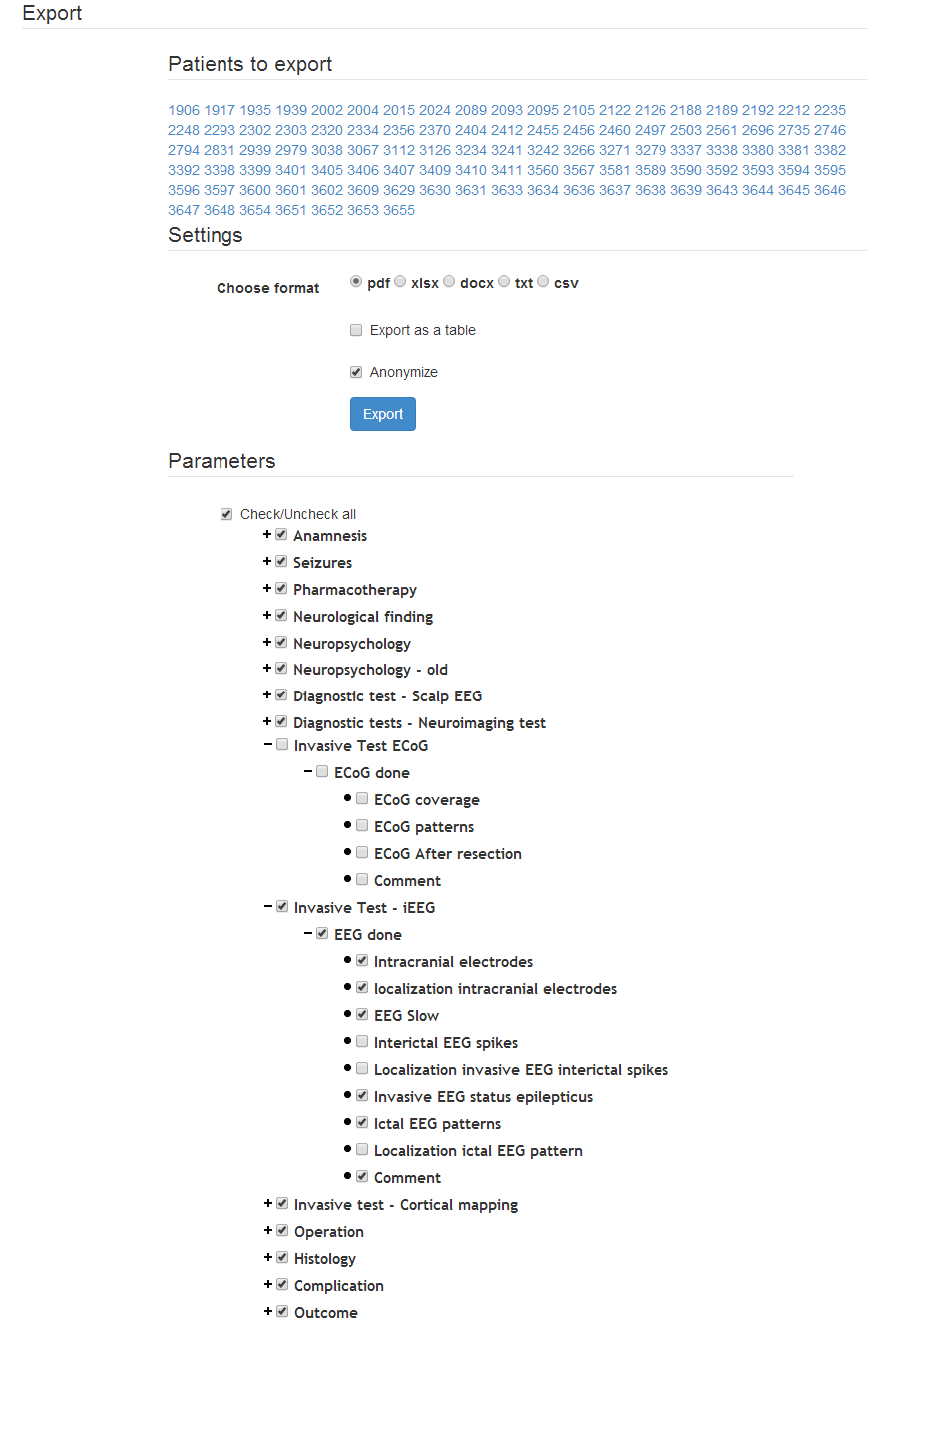 Export
Patients to export
1906 1917 1935 1939 2002 2004 2015 2024 2089 2093 2095 2105 2122 2126 2188 2189 2192 2212 2235
2248 2293 2302 2303 2320 2334 2356 2370 2404 2412 2455 2456 2460 2497 2503 2561 2696 2735 2746
2794 2831 2939 2979 3038 3067 3112 3126 3234 3241 3242 3266 3271 3279 3337 3338 3380 3381 3382
3392 3398 3399 3401 3405 3406 3407 3409 3410 3411 3560 3567 3581 3589 3590 3592 3593 3594 3595
3596 3597 3600 3601 3602 3609 3629 3630 3631 3633 3634 3636 3637 3638 3639 3643 3644 3645 3646
3647 3648 3654 3651 3652 3653 3655
Settings
Choose format pdf xlsx docx txt csv
Export as a table
Anonymize
Export
Parameters
Check/Uncheck all
Anamnesis
Seizures
Pharmacotherapy
Neurological finding
Neuropsychology
Neuropsychology - old
Diagnostic test - Scalp EEG
Diagnostic tests - Neuroimaging test
Invasive Test ECoG
ECoG done
ECoG coverage
ECoG patterns
ECoG After resection
Comment
Invasive Test - iEEG
EEG done
Intracranial electrodes
localization intracranial electrodes
EEG Slow
Interictal EEG spikes
Localization invasive EEG interictal spikes
Invasive EEG status epilepticus
Ictal EEG patterns
Localization ictal EEG pattern
Comment
Invasive test - Cortical mapping
Operation
Histology
Complication
Outcome